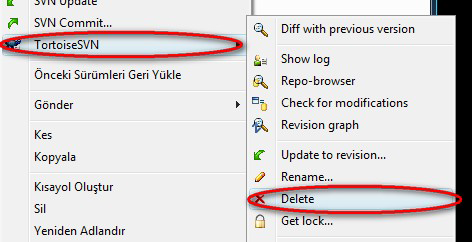 SVN Update
SVN Commit...
TortoiseSVN
Önceki Sürümleri Geri Yükle
Gönder
Kes
Kopyala
Kısayol Oluştur
Sil
Yeniden Adlandır
Diff with previous version
Show log
Repo-browser
Check for modifications
Revision graph
Update to revision...
Rename...
Delete
Get lock...